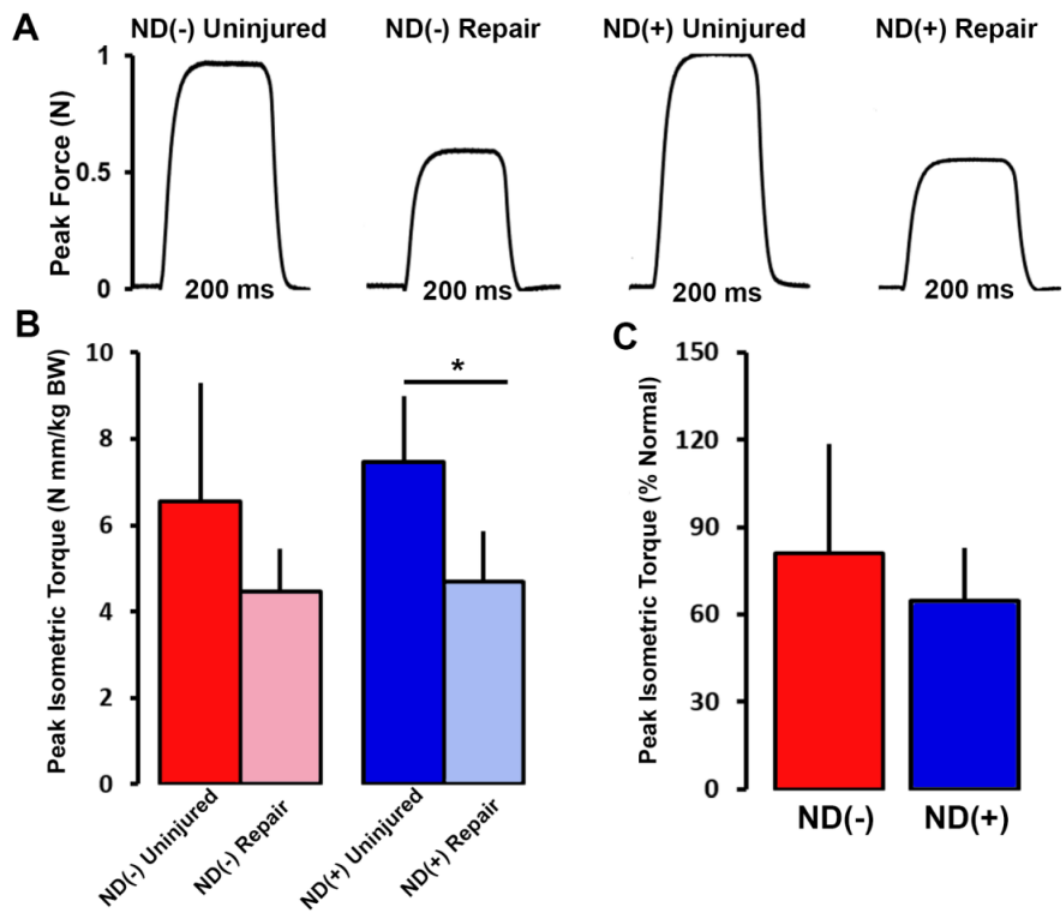 A
ND(-) Uninjured
ND(-) Repair
ND(+) Uninjured
ND(+) Repair
Peak Force (N)
1
0.5
0
200 ms
200 ms
200 ms
200 ms
B
Peak Isometric Torque (N mm/kg BW)
10
8
6
4
2
0
*
ND(-) Uninjured
ND(-) Repair
ND(+) Uninjured
ND(+) Repair
C
Peak Isometric Torque (% Normal)
150
120
90
60
30
0
ND(-)
ND(+)